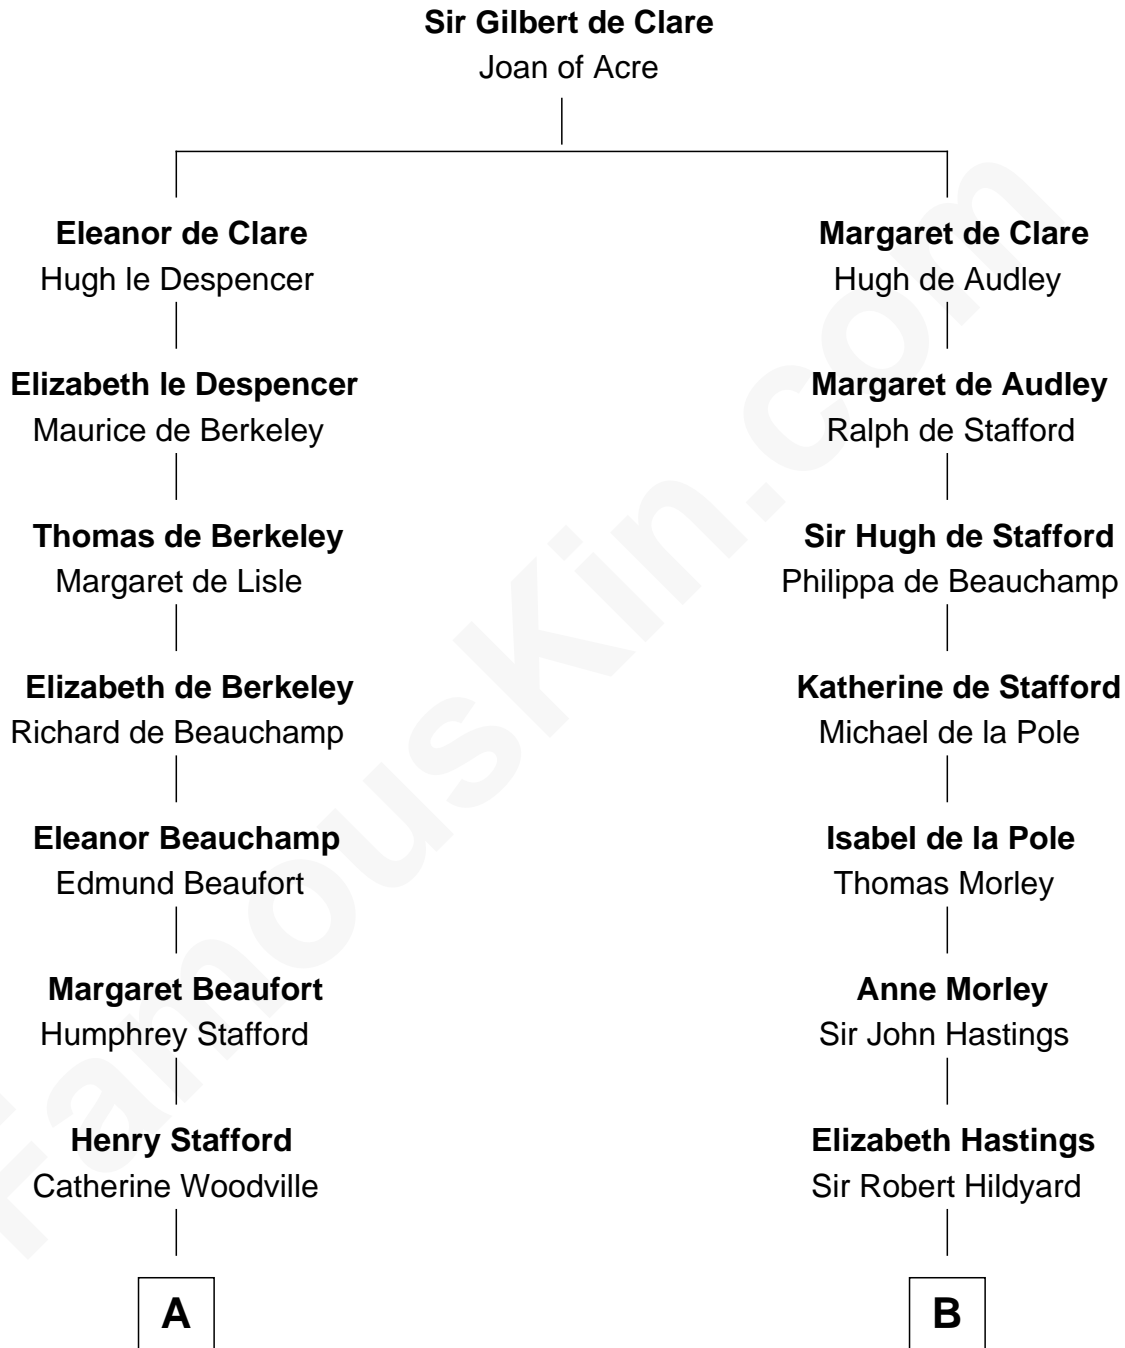 Sir Gilbert de Clare
Joan of Acre
Eleanor de Clare
Hugh le Despencer
Margaret de Clare
Hugh de Audley
Elizabeth le Despencer
Maurice de Berkeley
Margaret de Audley
Ralph de Stafford
Thomas de Berkeley
Margaret de Lisle
Sir Hugh de Stafford
Philippa de Beauchamp
Elizabeth de Berkeley
Richard de Beauchamp
Katherine de Stafford
Michael de la Pole
Eleanor Beauchamp
Edmund Beaufort
Isabel de la Pole
Thomas Morley
Margaret Beaufort
Humphrey Stafford
Anne Morley
Sir John Hastings
Henry Stafford
Catherine Woodville
Elizabeth Hastings
Sir Robert Hildyard
A
B
FamousKin.com